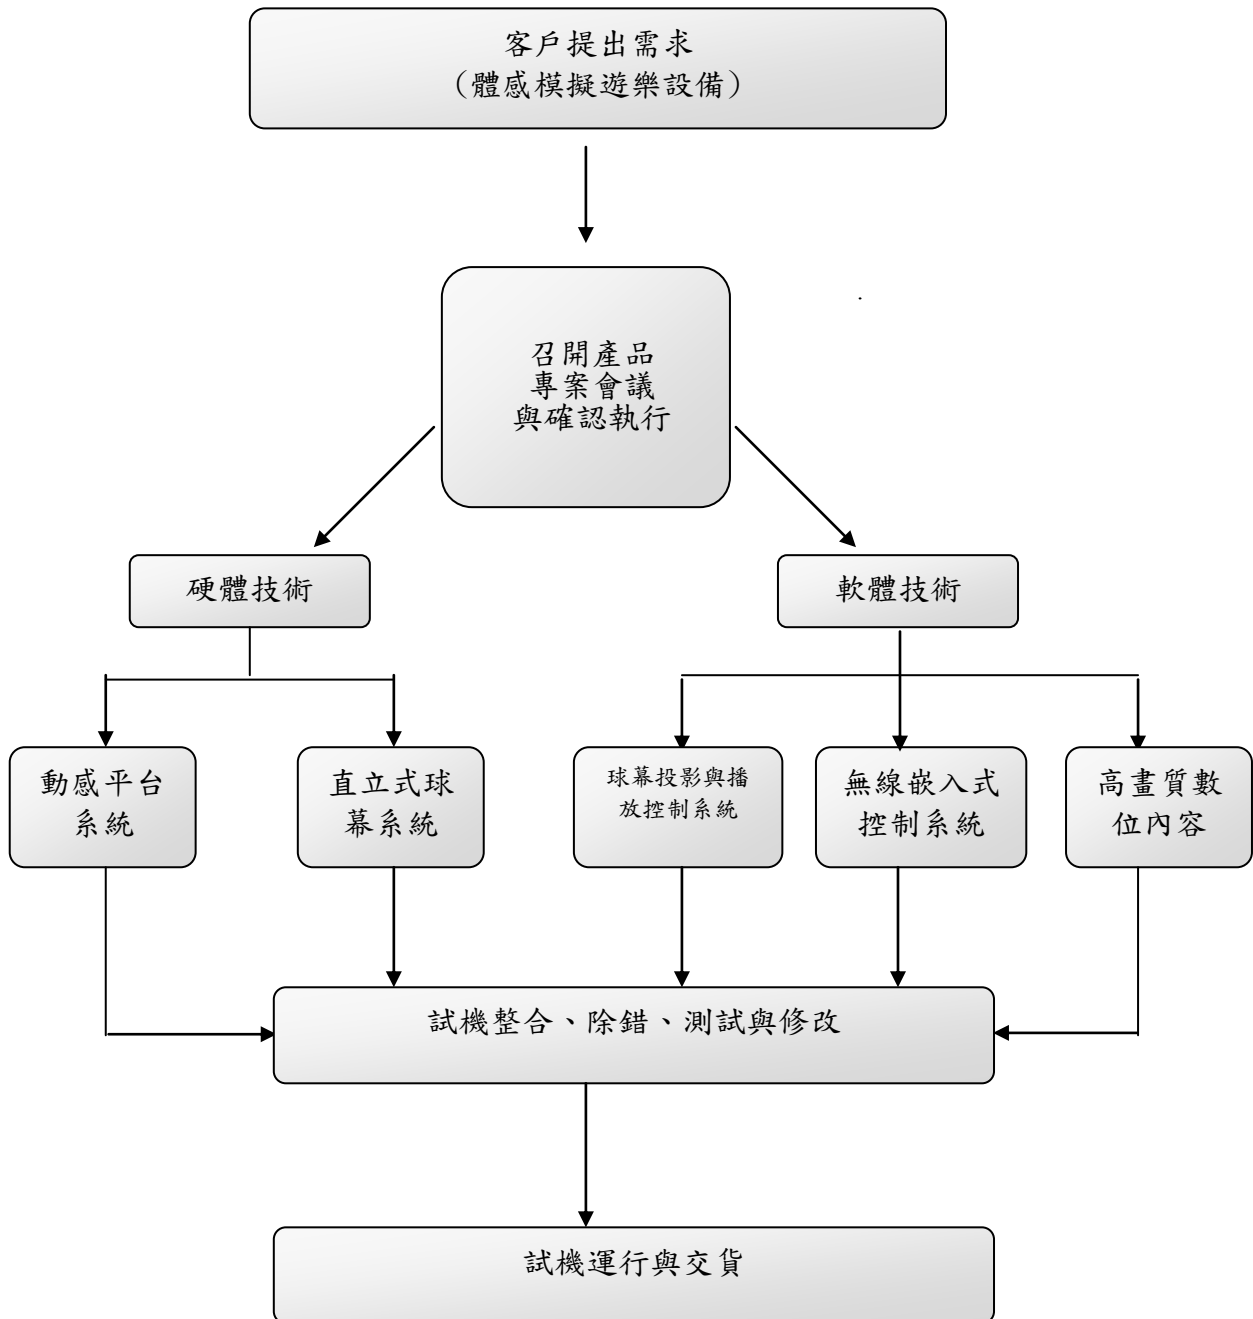 客戶提出需求
（體感模擬遊樂設備）
召開產品
專案會議
與確認執行
硬體技術
軟體技術
動感平台
系統
直立式球
幕系統
球幕投影與播
放控制系統
無線嵌入式
控制系統
高畫質數
位內容
試機整合、除錯、測試與修改
試機運行與交貨